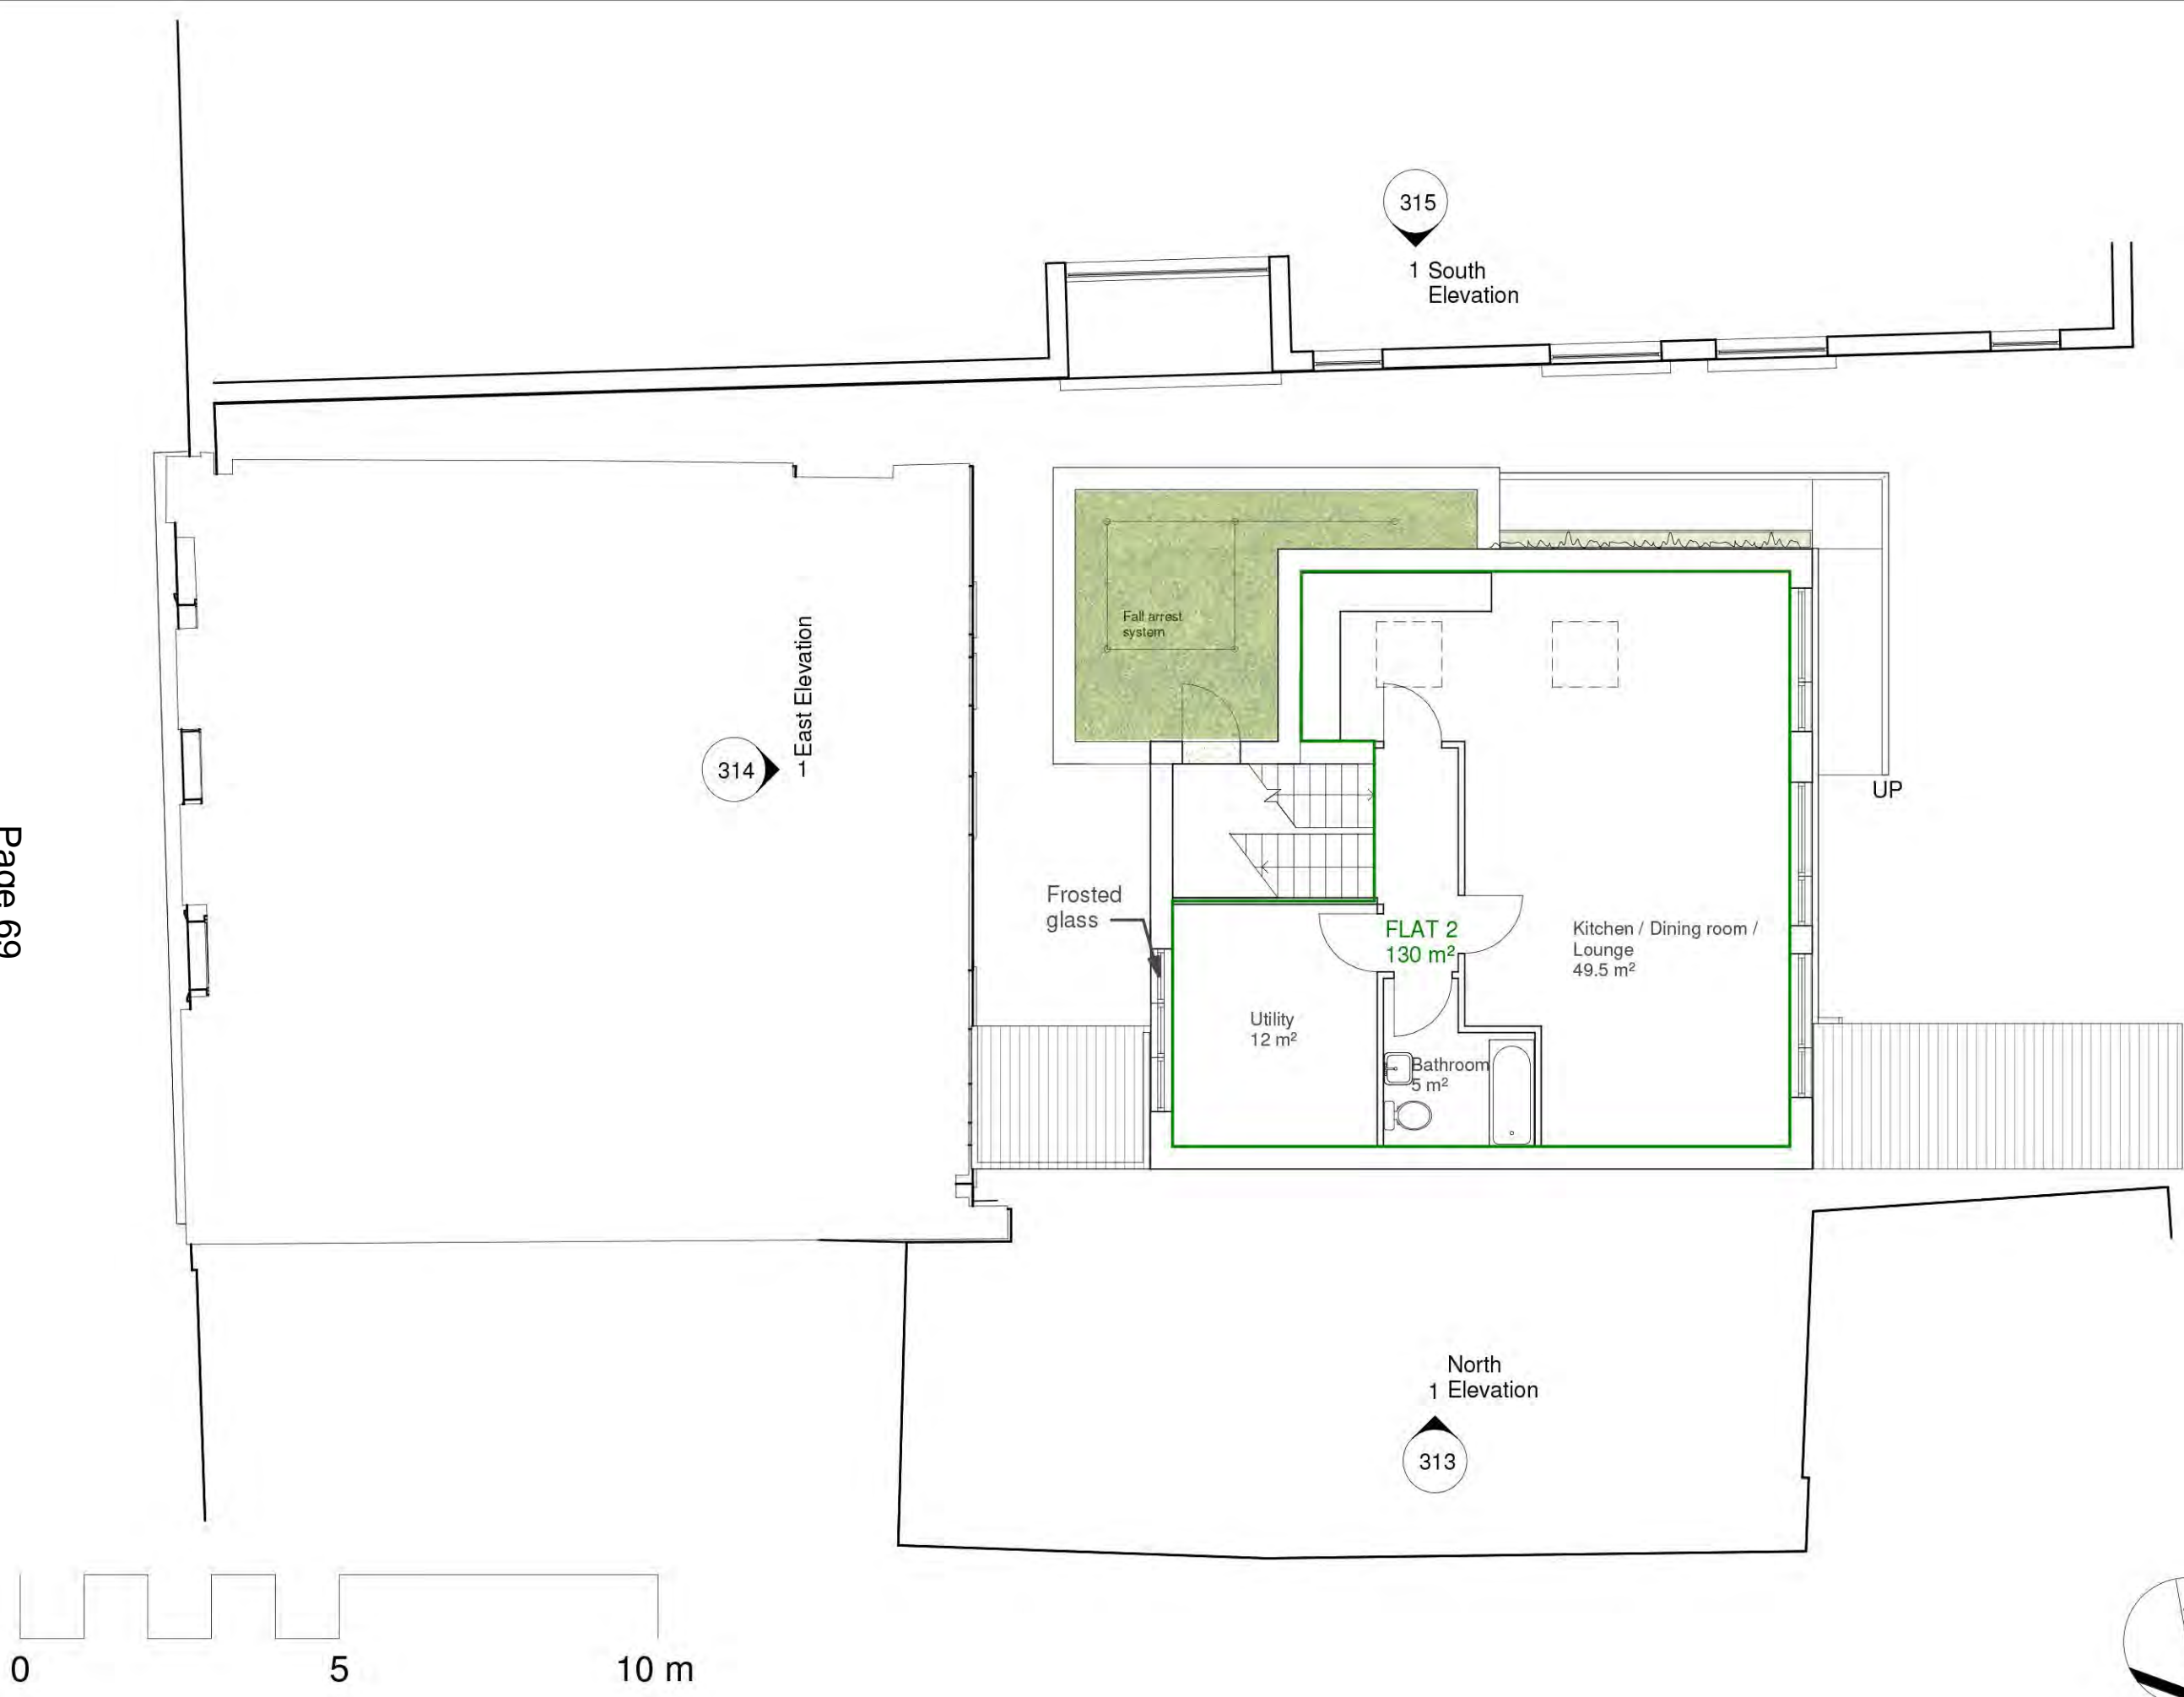 315
1 South
Elevation
Fall arrest
system
1 East Elevation
314
UP
Frosted
glass
FLAT 2
130 m²
Kitchen / Dining room /
Lounge
49.5 m²
Utility
12 m²
Bathroom
5 m²
Page 69
North
1 Elevation
313
0 5 10 m